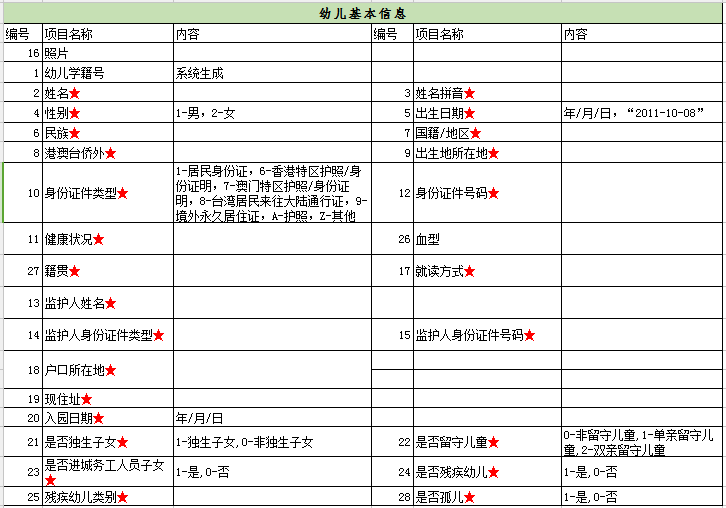 幼儿基本信息
编号 项目名称 内容 编号 项目名称 内容
16 照片
1 幼儿学籍号 系统生成
2 姓名★ 3 姓名拼音★
4 性别★ 1-男，2-女 5 出生日期★ 年/月/日，“2011-10-08”
6 民族★ 7 国籍/地区★
8 港澳台侨外★ 9 出生地所在地★
10 身份证件类型★ 1-居民身份证，6-香港特区护照/身
份证明，7-澳门特区护照/身份证
明，8-台湾居民来往大陆通行证，9-
境外永久居住证，A-护照，Z-其他
12 身份证件号码★
11 健康状况★ 26 血型
27 籍贯★ 17 就读方式★
13 监护人姓名★
14 监护人身份证件类型★ 15 监护人身份证件号码★
18 户口所在地★
19 现住址★
20 入园日期★ 年/月/日
21 是否独生子女★ 1-独生子女,0-非独生子女 22 是否留守儿童★ 0-非留守儿童,1-单亲留守儿
童,2-双亲留守儿童
23 是否进城务工人员子女
★ 1-是,0-否 24 是否残疾幼儿★ 1-是,0-否
25 残疾幼儿类别★ 28 是否孤儿★ 1-是,0-否